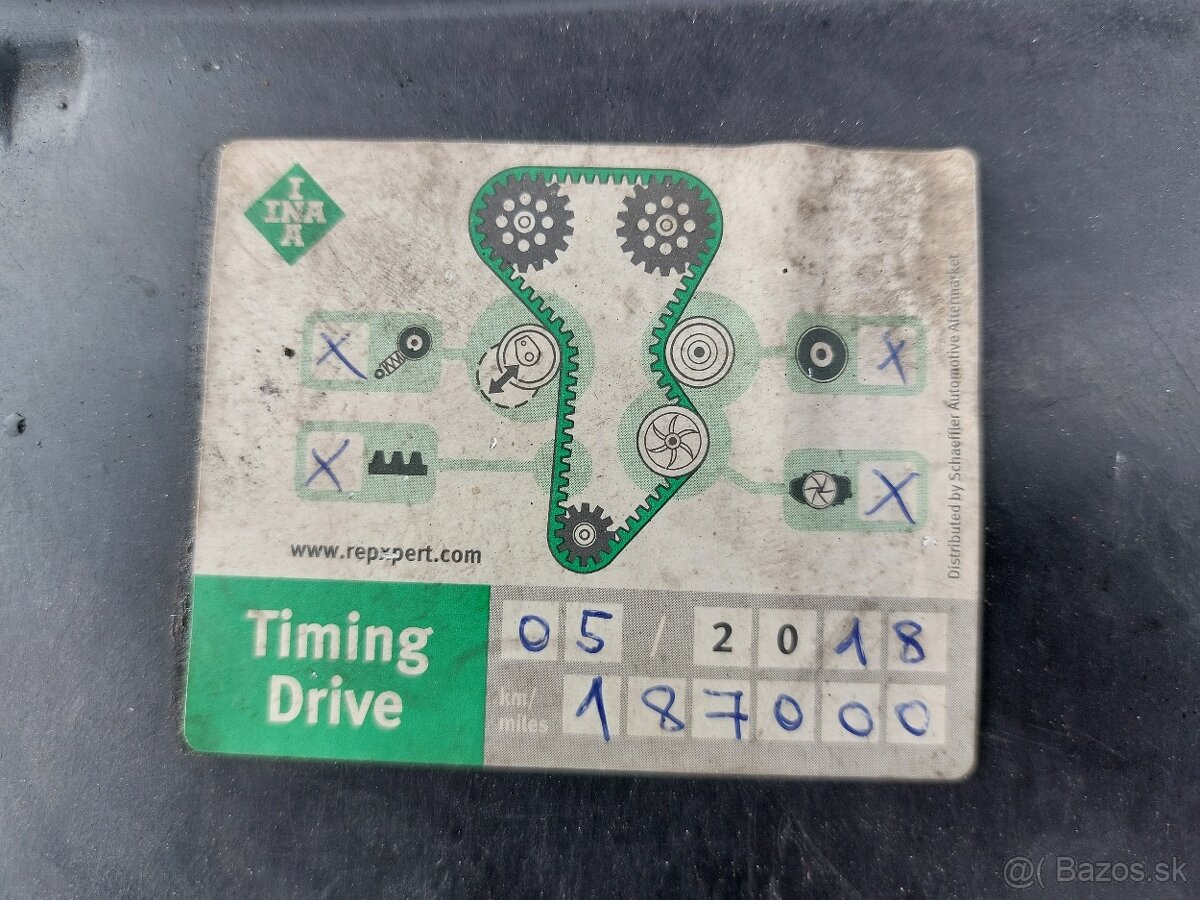 I
INA
A
X
X
X
X
www.repxpert.com
Distributed by Schaeffler Automotive Aftermarket
Timing
Drive
05 / 2018
km/
miles
187000
@( Bazos.sk